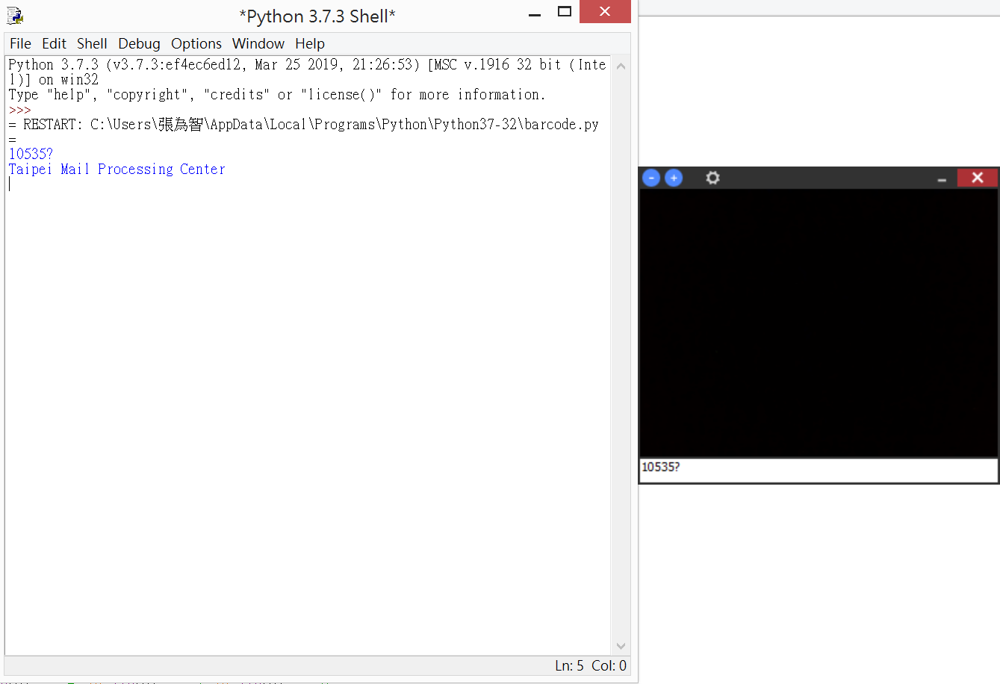 *Python 3.7.3 Shell*
File Edit Shell Debug Options Window Help
Python 3.7.3 (v3.7.3:ef4ec6ed12, Mar 25 2019, 21:26:53) [MSC v.1916 32 bit (Inte
l)] on win32
Type "help", "copyright", "credits" or "license()" for more information.
>>>
= RESTART: C:\Users\張為智\AppData\Local\Programs\Python\Python37-32\barcode.py
=
10535?
Taipei Mail Processing Center
Ln: 5 Col: 0
10535?